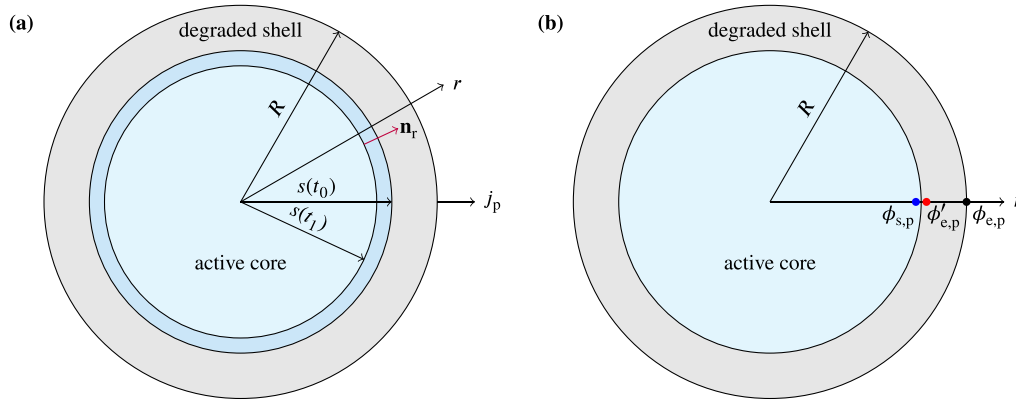 (a)
degraded shell
R
r
n_r
s(t_0)
j_p
s(t_1)
active core
(b)
degraded shell
R
ϕ_s,p
ϕ′_e,p
ϕ_e,p
active core